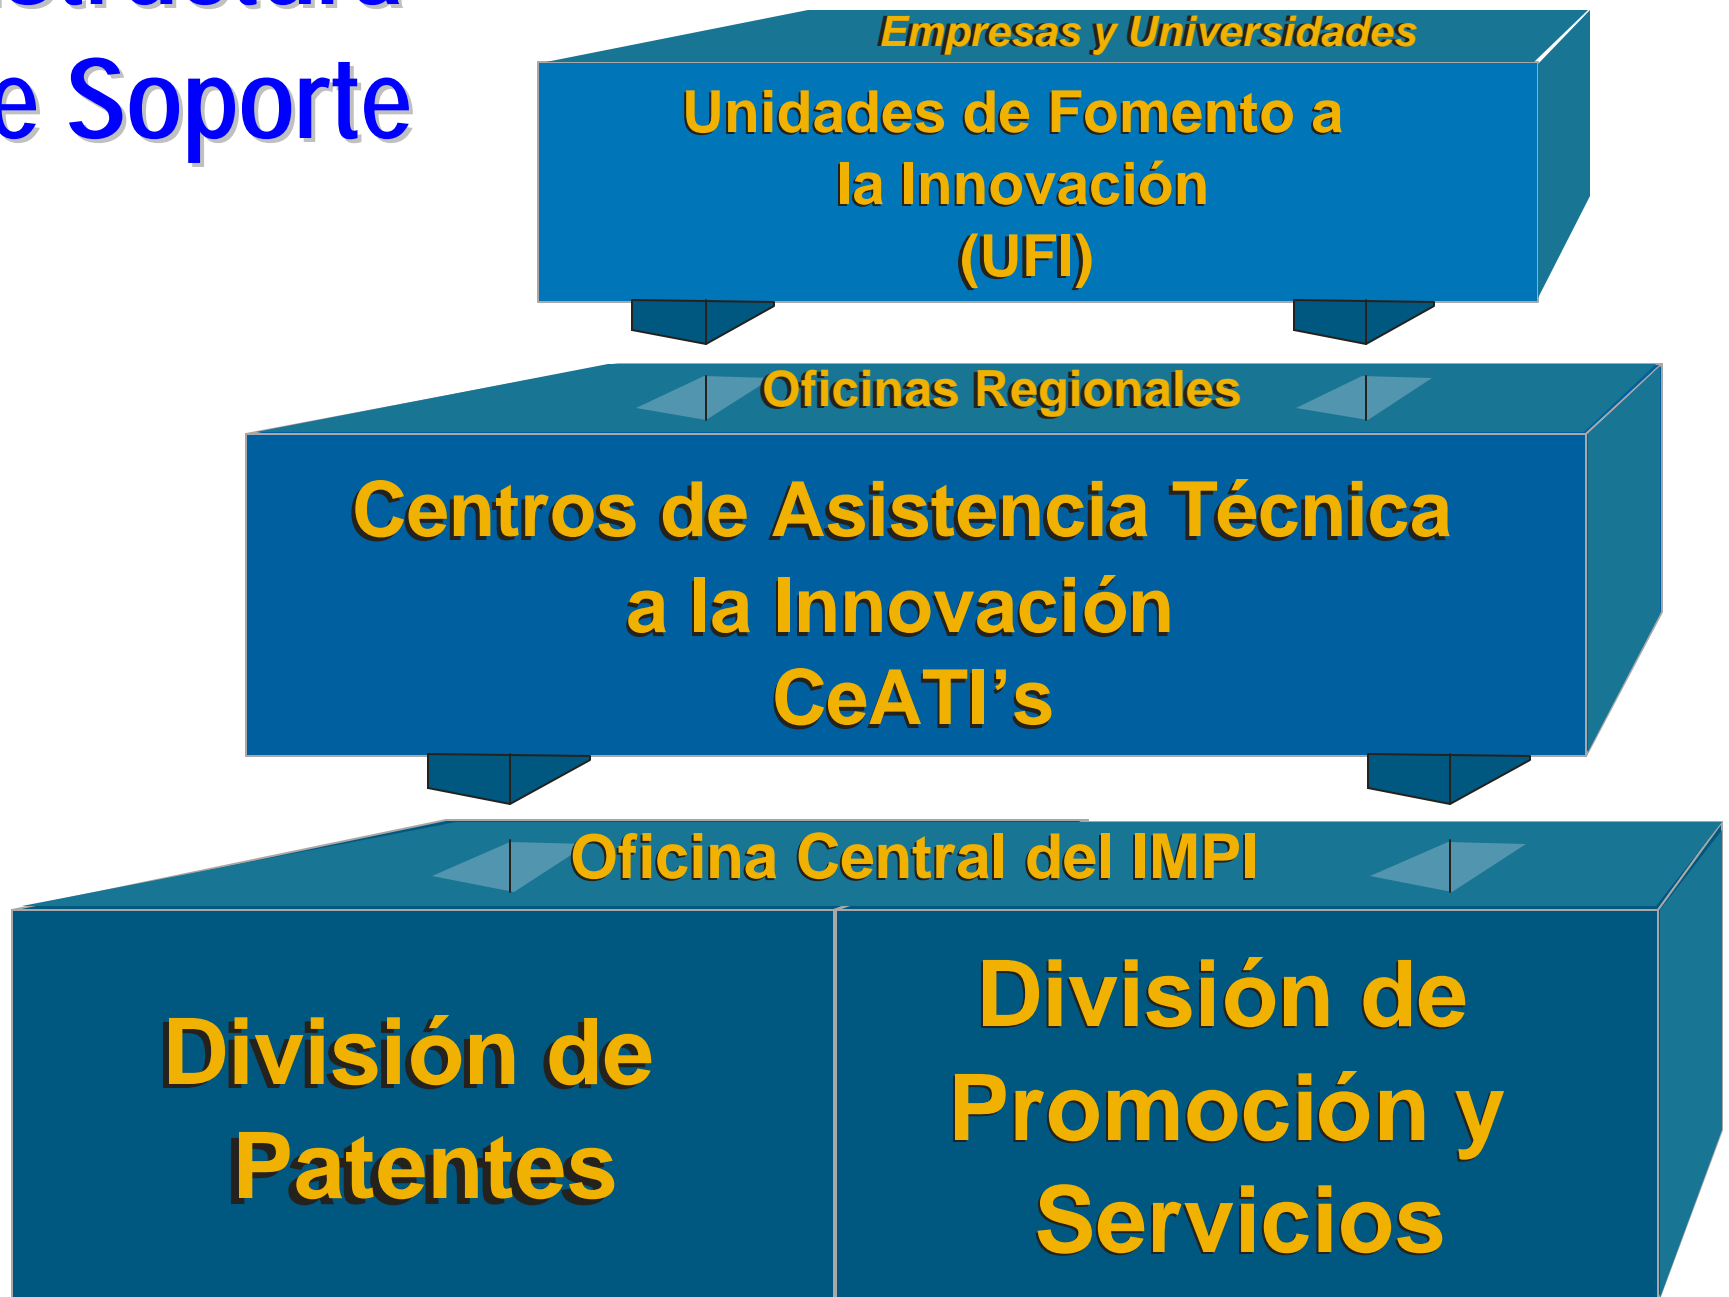 Soporte
Empresas y Universidades
Unidades de Fomento a
la Innovación
(UFI)
Oficinas Regionales
Centros de Asistencia Técnica
a la Innovación
CeATI’s
Oficina Central del IMPI
División de
Patentes
División de
Promoción y
Servicios